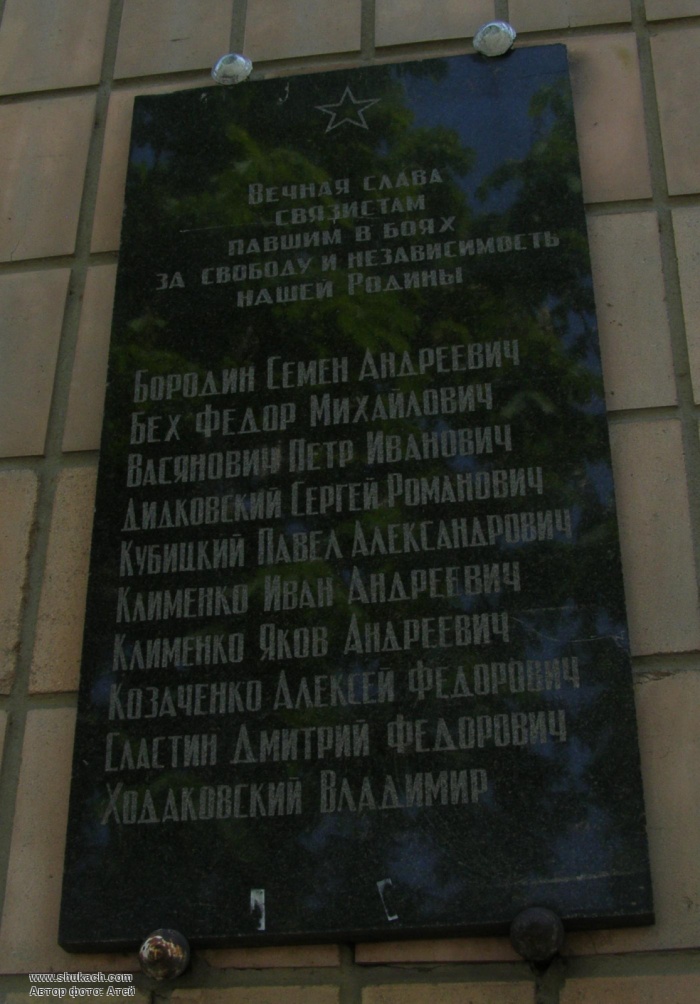 Вечная слава
связистам
павшим в боях
за свободу и независимость
нашей Родины
Бородин Семен Андреевич
Бех Федор Михайлович
Васянович Петр Иванович
Дидковский Сергей Романович
Кубицкий Павел Александрович
Клименко Иван Андреевич
Клименко Яков Андреевич
Козаченко Алексей Федорович
Сластин Дмитрий Федорович
Ходаковский Владимир
www.shukach.com
Автор фото: Атей